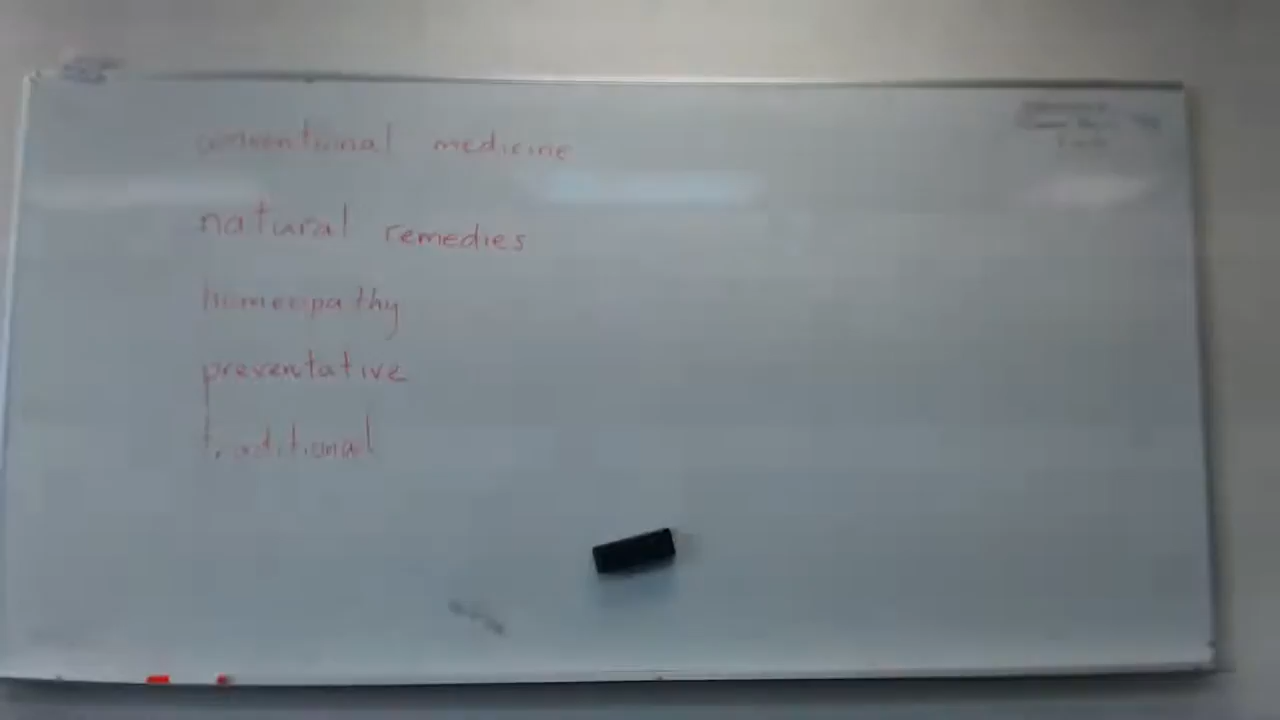 conventional medicine
natural remedies
homeopathy
preventative
traditional